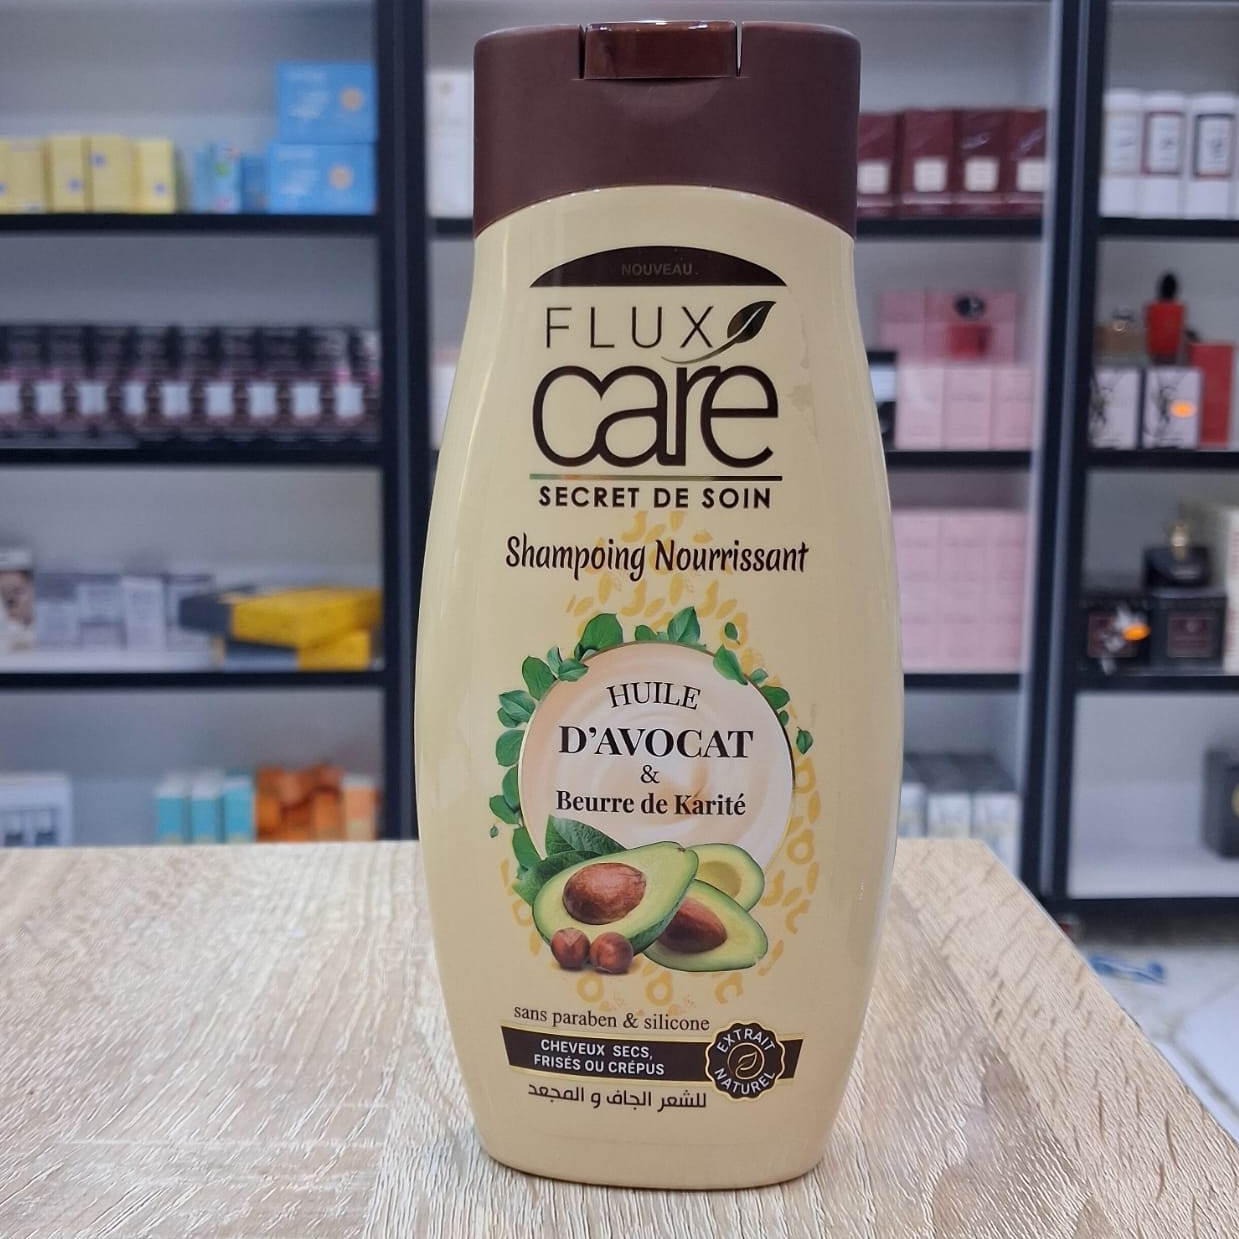 NOUVEAU
FLUX
care
SECRET DE SOIN
Shampoing Nourrissant
HUILE
D'AVOCAT
&
Beurre de Karité
sans paraben & silicone
CHEVEUX SECS,
FRISÉS OU CRÉPUS
EXTRAIT
NATUREL
للشعر الجاف و المجعد